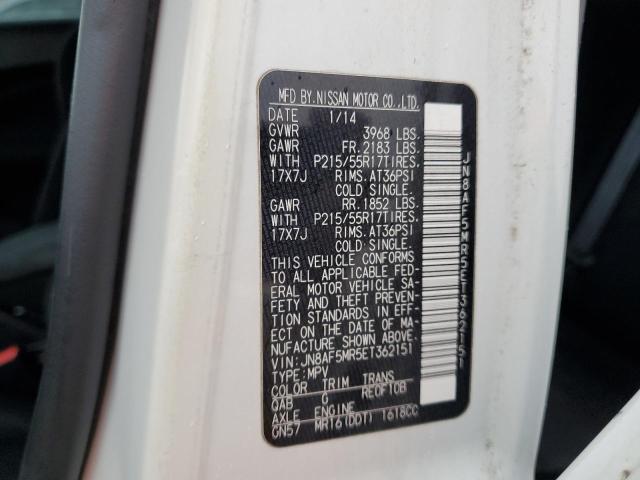 MFD BY.NISSAN MOTOR CO.,LTD.
DATE 1/14
GVWR 3968 LBS.
GAWR FR.2183 LBS.
WITH P215/55R17TIRES.
17X7J RIMS.AT36PSI
COLD SINGLE.
GAWR RR.1852 LBS.
WITH P215/55R17TIRES.
17X7J RIMS.AT36PSI
COLD SINGLE.
THIS VEHICLE CONFORMS
TO ALL APPLICABLE FED-
ERAL MOTOR VEHICLE SA-
FETY AND THEFT PREVEN-
TION STANDARDS IN EFF-
ECT ON THE DATE OF MA-
NUFACTURE SHOWN ABOVE.
VIN:JN8AF5MR5ET362151
TYPE:MPV
COLOR TRIM TRANS
QAB G RE0F10B
AXLE ENGINE
GN57 MR16(DDT) 1618CC
JN8AF5MR5ET362151